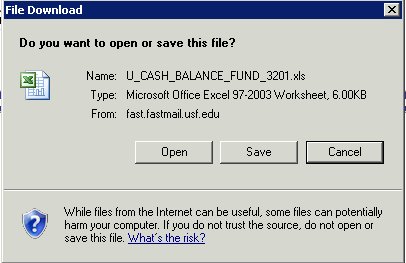 File Download
Do you want to open or save this file?
Name: U_CASH_BALANCE_FUND_3201.xls
Type: Microsoft Office Excel 97-2003 Worksheet, 6.00KB
From: fast.fastmail.usf.edu
Open Save Cancel
While files from the Internet can be useful, some files can potentially
harm your computer. If you do not trust the source, do not open or
save this file. What's the risk?